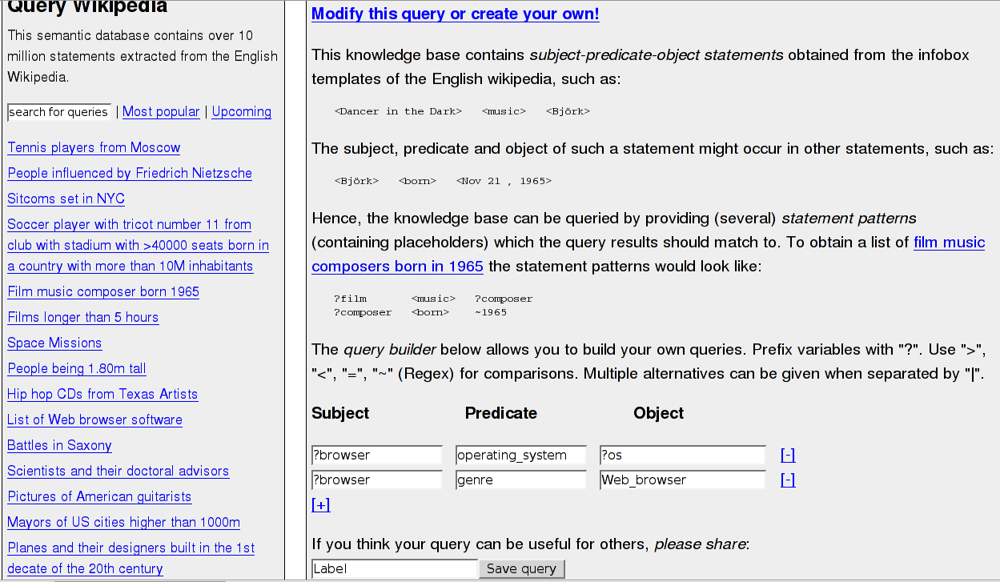 Query Wikipedia
This semantic database contains over 10
million statements extracted from the English
Wikipedia.
search for queries | Most popular | Upcoming
Tennis players from Moscow
People influenced by Friedrich Nietzsche
Sitcoms set in NYC
Soccer player with tricot number 11 from
club with stadium with >40000 seats born in
a country with more than 10M inhabitants
Film music composer born 1965
Films longer than 5 hours
Space Missions
People being 1.80m tall
Hip hop CDs from Texas Artists
List of Web browser software
Battles in Saxony
Scientists and their doctoral advisors
Pictures of American guitarists
Mayors of US cities higher than 1000m
Planes and their designers built in the 1st
decate of the 20th century
Modify this query or create your own!
This knowledge base contains subject-predicate-object statements obtained from the infobox
templates of the English wikipedia, such as:
<Dancer in the Dark> <music> <Björk>
The subject, predicate and object of such a statement might occur in other statements, such as:
<Björk> <born> <Nov 21 , 1965>
Hence, the knowledge base can be queried by providing (several) statement patterns
(containing placeholders) which the query results should match to. To obtain a list of film music
composers born in 1965 the statement patterns would look like:
?film <music> ?composer
?composer <born> ~1965
The query builder below allows you to build your own queries. Prefix variables with "?". Use ">",
"<", "=", "~" (Regex) for comparisons. Multiple alternatives can be given when separated by "|".
Subject Predicate Object
?browser operating_system ?os [-]
?browser genre Web_browser [-]
[+]
If you think your query can be useful for others, please share:
Label Save query